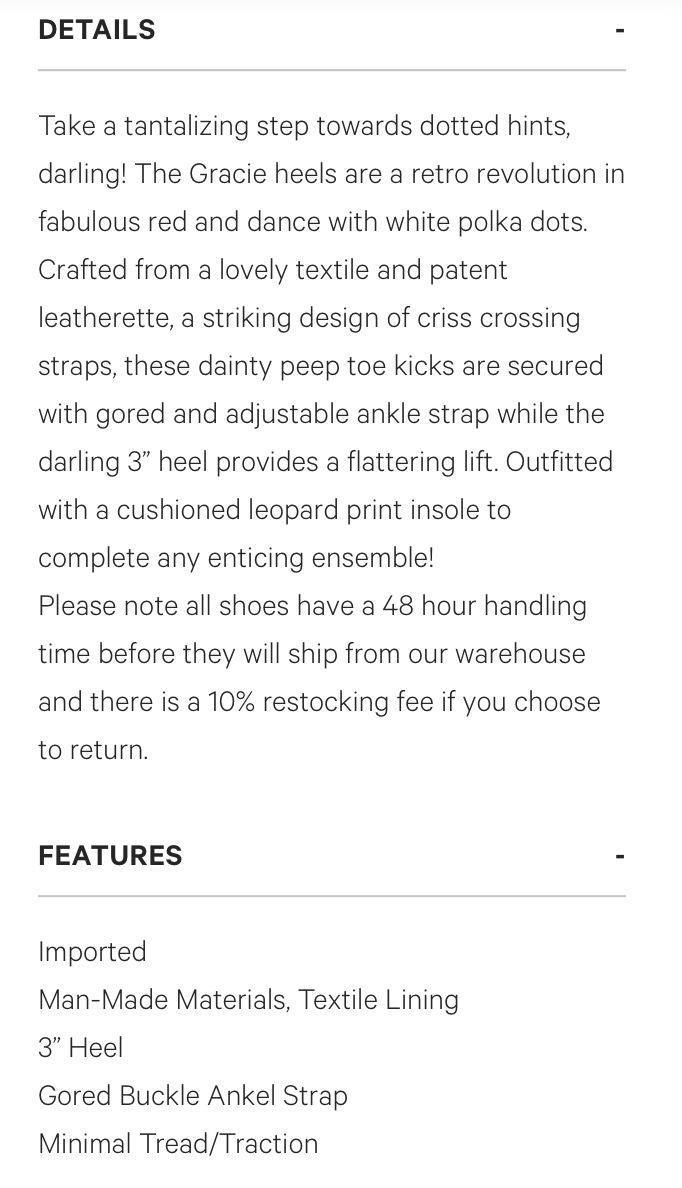 DETAILS -
Take a tantalizing step towards dotted hints,
darling! The Gracie heels are a retro revolution in
fabulous red and dance with white polka dots.
Crafted from a lovely textile and patent
leatherette, a striking design of criss crossing
straps, these dainty peep toe kicks are secured
with gored and adjustable ankle strap while the
darling 3” heel provides a flattering lift. Outfitted
with a cushioned leopard print insole to
complete any enticing ensemble!
Please note all shoes have a 48 hour handling
time before they will ship from our warehouse
and there is a 10% restocking fee if you choose
to return.
FEATURES -
Imported
Man-Made Materials, Textile Lining
3” Heel
Gored Buckle Ankel Strap
Minimal Tread/Traction